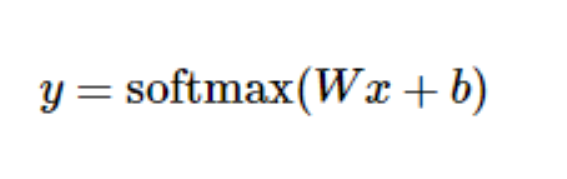 y = softmax(Wx + b)